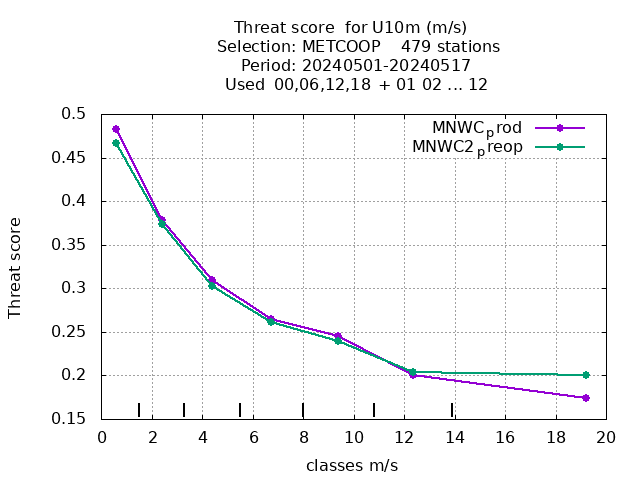 Threat score for U10m (m/s)
Selection: METCOOP 479 stations
Period: 20240501-20240517
Used 00,06,12,18 + 01 02 ... 12
MNWCprod
MNWC2preop
0.5
0.45
0.4
0.35
0.3
0.25
0.2
0.15
Threat score
0 2 4 6 8 10 12 14 16 18 20
classes m/s